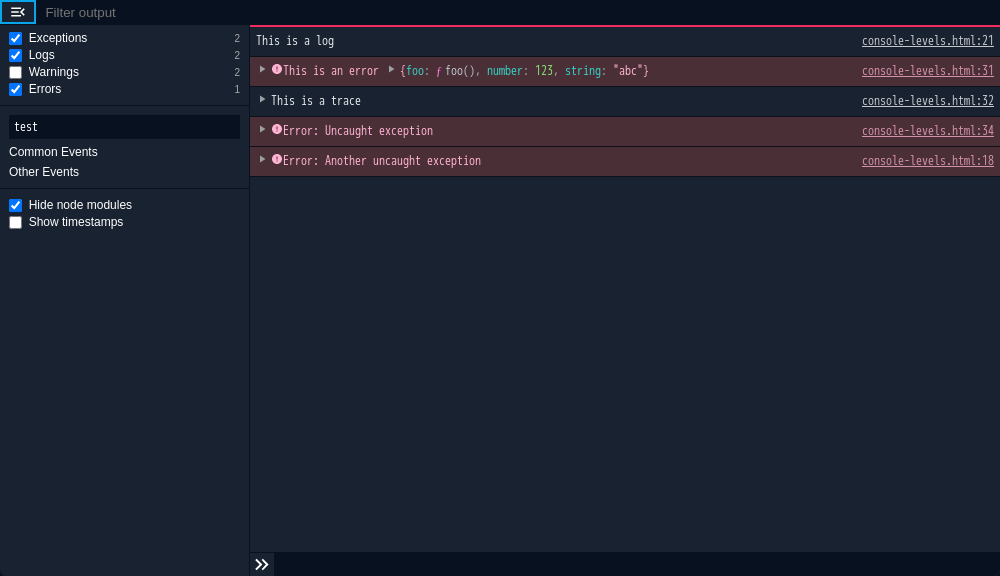 Filter output
Exceptions 2
Logs 2
Warnings 2
Errors 1
test
Common Events
Other Events
Hide node modules
Show timestamps
This is a log console-levels.html:21
This is an error {foo: ƒ foo(), number: 123, string: "abc"} console-levels.html:31
This is a trace console-levels.html:32
Error: Uncaught exception console-levels.html:34
Error: Another uncaught exception console-levels.html:18